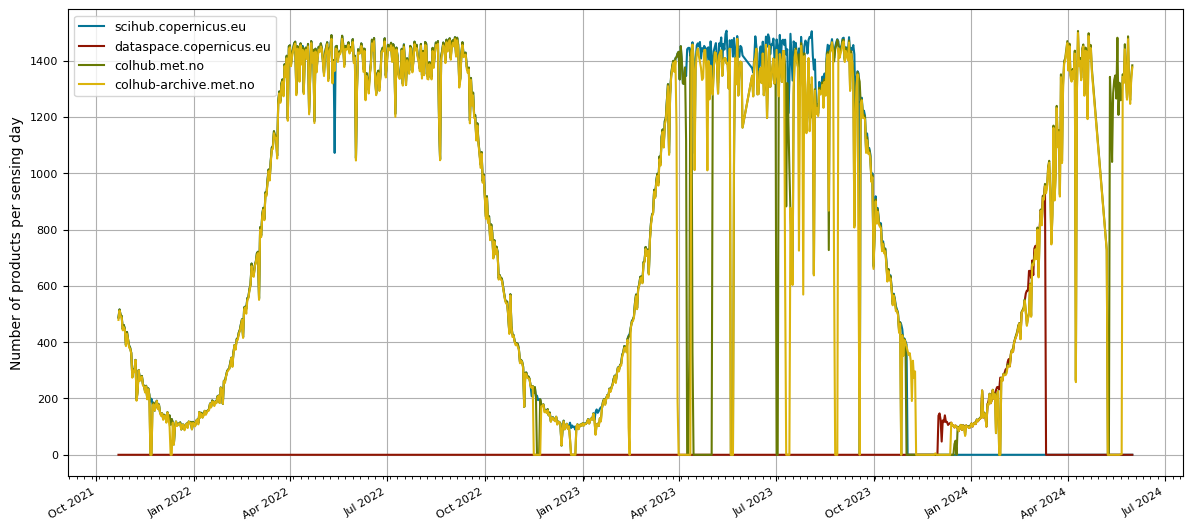 scihub.copernicus.eu
dataspace.copernicus.eu
colhub.met.no
colhub-archive.met.no
Number of products per sensing day
1400
1200
1000
800
600
400
200
0
Oct 2021
Jan 2022
Apr 2022
Jul 2022
Oct 2022
Jan 2023
Apr 2023
Jul 2023
Oct 2023
Jan 2024
Apr 2024
Jul 2024